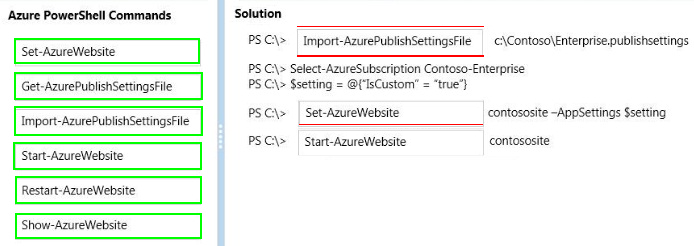 Azure PowerShell Commands
Set-AzureWebsite
Get-AzurePublishSettingsFile
Import-AzurePublishSettingsFile
Start-AzureWebsite
Restart-AzureWebsite
Show-AzureWebsite
Solution
PS C:\> Import-AzurePublishSettingsFile c:\Contoso\Enterprise.publishsettings
PS C:\> Select-AzureSubscription Contoso-Enterprise
PS C:\> $setting = @{“IsCustom” = “true”}
PS C:\> Set-AzureWebsite contososite –AppSettings $setting
PS C:\> Start-AzureWebsite contososite